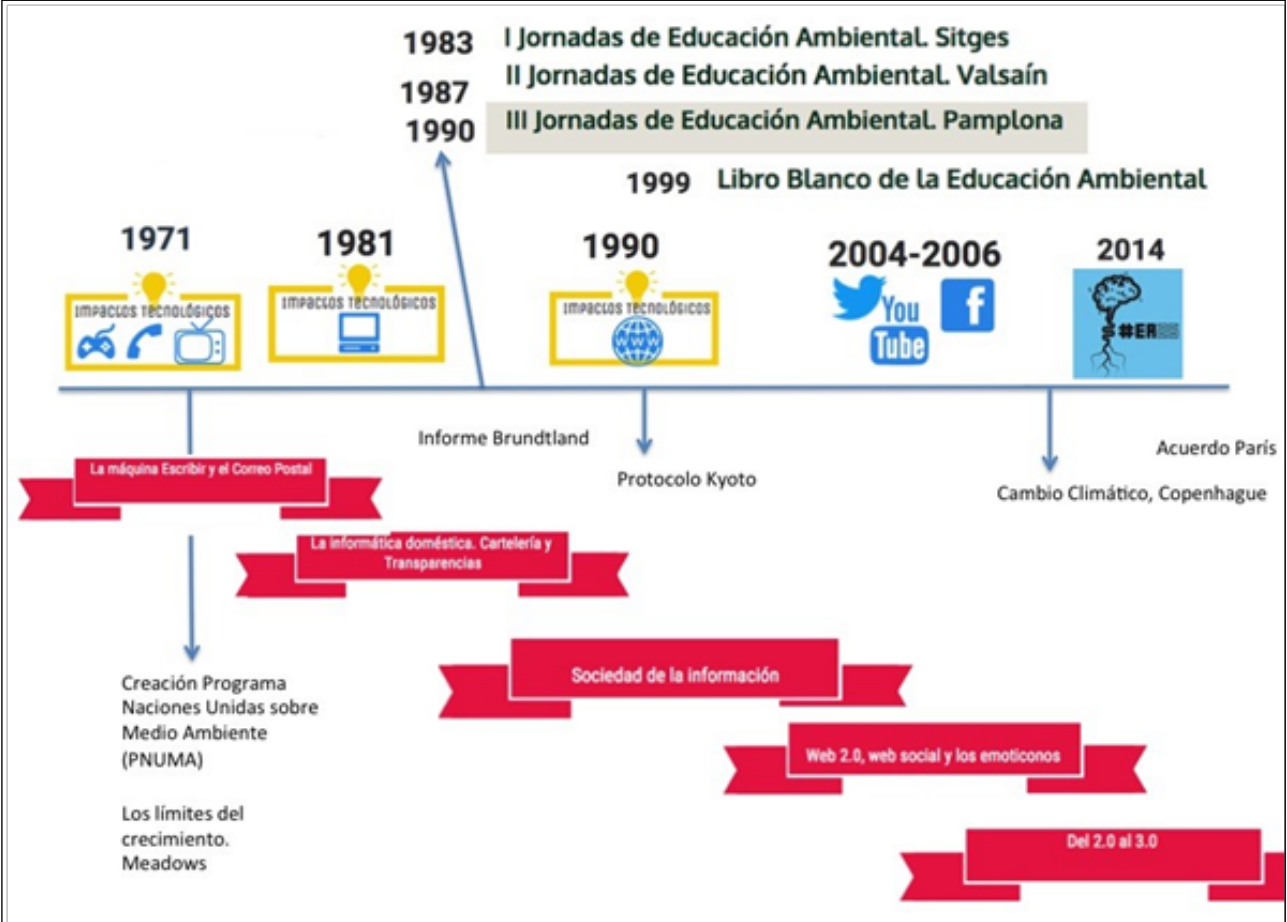 1983 I Jornadas de Educación Ambiental. Sitges
1987 II Jornadas de Educación Ambiental. Valsaín
1990 III Jornadas de Educación Ambiental. Pamplona
1999 Libro Blanco de la Educación Ambiental
1971
IMPACTOS TECNOLÓGICOS
1981
IMPACTOS TECNOLÓGICOS
1990
IMPACTOS TECNOLÓGICOS
WWW
2004-2006
You
Tube
f
2014
#ER
Informe Brundtland
Protocolo Kyoto
Acuerdo París
Cambio Climático, Copenhague
La máquina Escribir y el Correo Postal
La informática doméstica. Cartelería y
Transparencias
Sociedad de la información
Web 2.0, web social y los emoticonos
Del 2.0 al 3.0
Creación Programa
Naciones Unidas sobre
Medio Ambiente
(PNUMA)
Los límites del
crecimiento.
Meadows